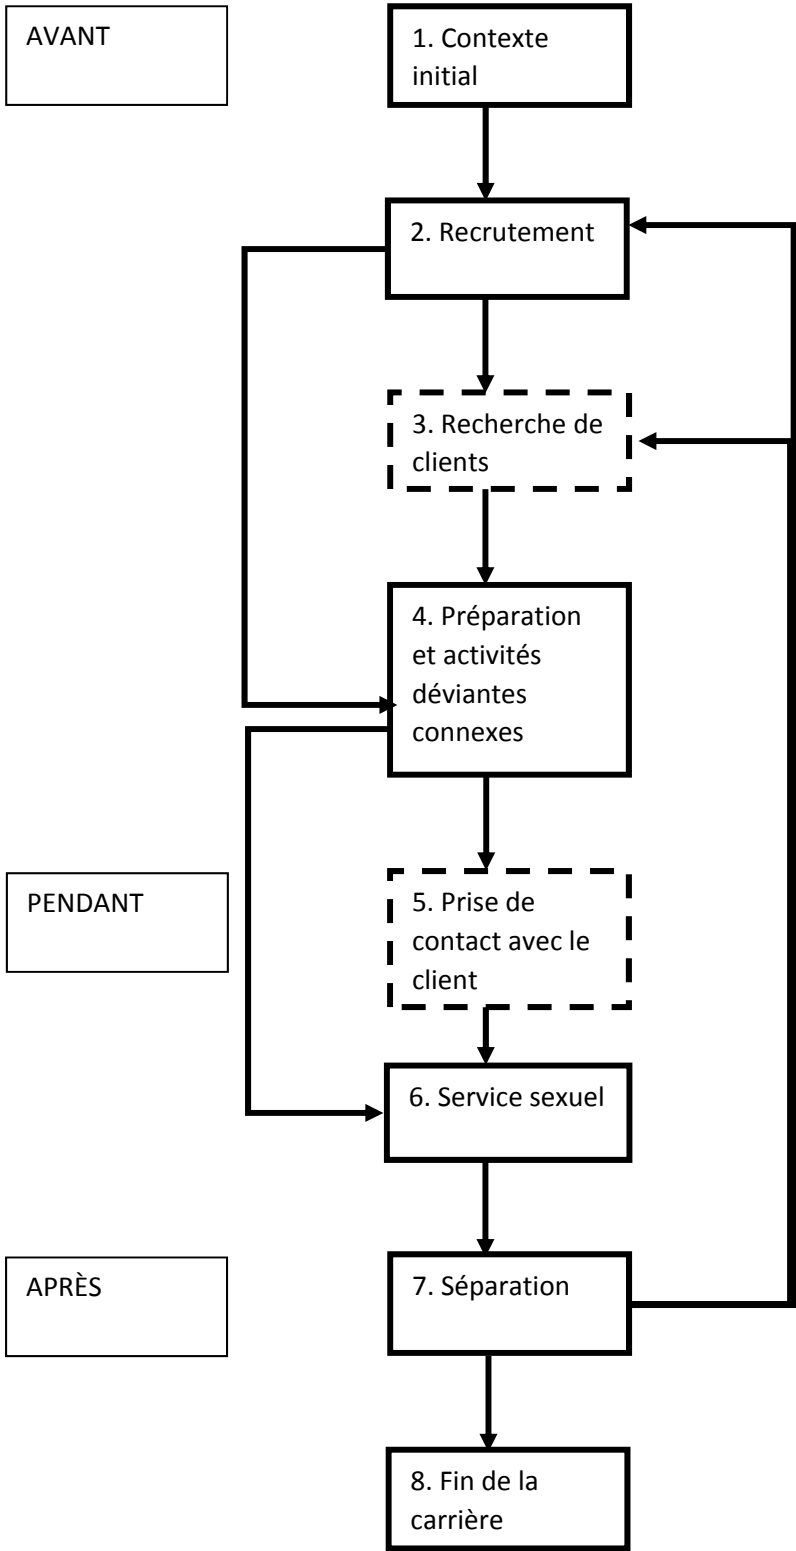 AVANT
1. Contexte
initial
2. Recrutement
3. Recherche de
clients
4. Préparation
et activités
déviantes
connexes
PENDANT
5. Prise de
contact avec le
client
6. Service sexuel
APRÈS
7. Séparation
8. Fin de la
carrière